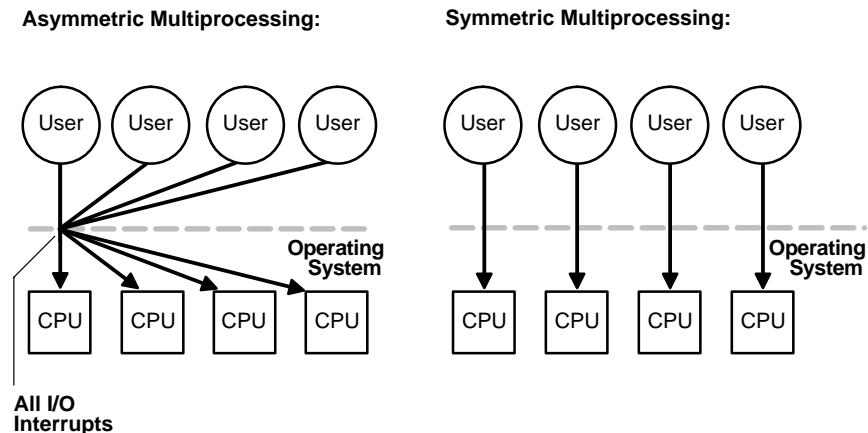 Asymmetric Multiprocessing:
User
User
User
User
Operating
System
CPU
CPU
CPU
CPU
All I/O
Interrupts
Symmetric Multiprocessing:
User
User
User
User
Operating
System
CPU
CPU
CPU
CPU